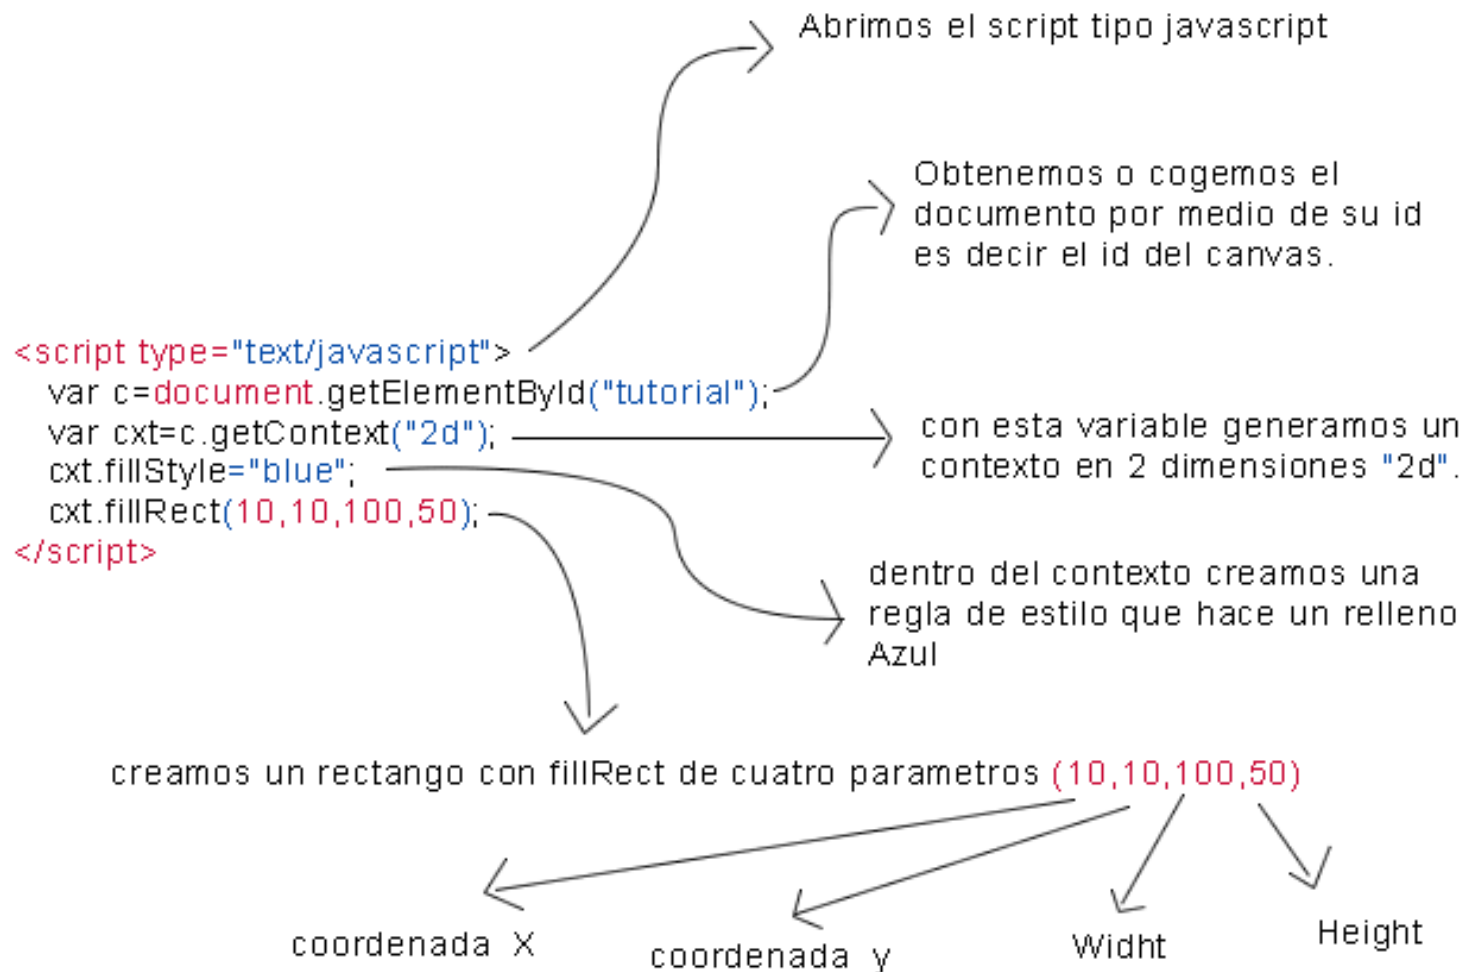 Abrimos el script tipo javascript
Obtenemos o cogemos el
documento por medio de su id
es decir el id del canvas.
<script type="text/javascript">
var c=document.getElementById("tutorial");
var cxt=c.getContext("2d");
cxt.fillStyle="blue";
cxt.fillRect(10,10,100,50);
</script>
con esta variable generamos un
contexto en 2 dimensiones "2d".
dentro del contexto creamos una
regla de estilo que hace un relleno
Azul
creamos un rectango con fillRect de cuatro parametros (10,10,100,50)
coordenada X
coordenada y
Widht
Height